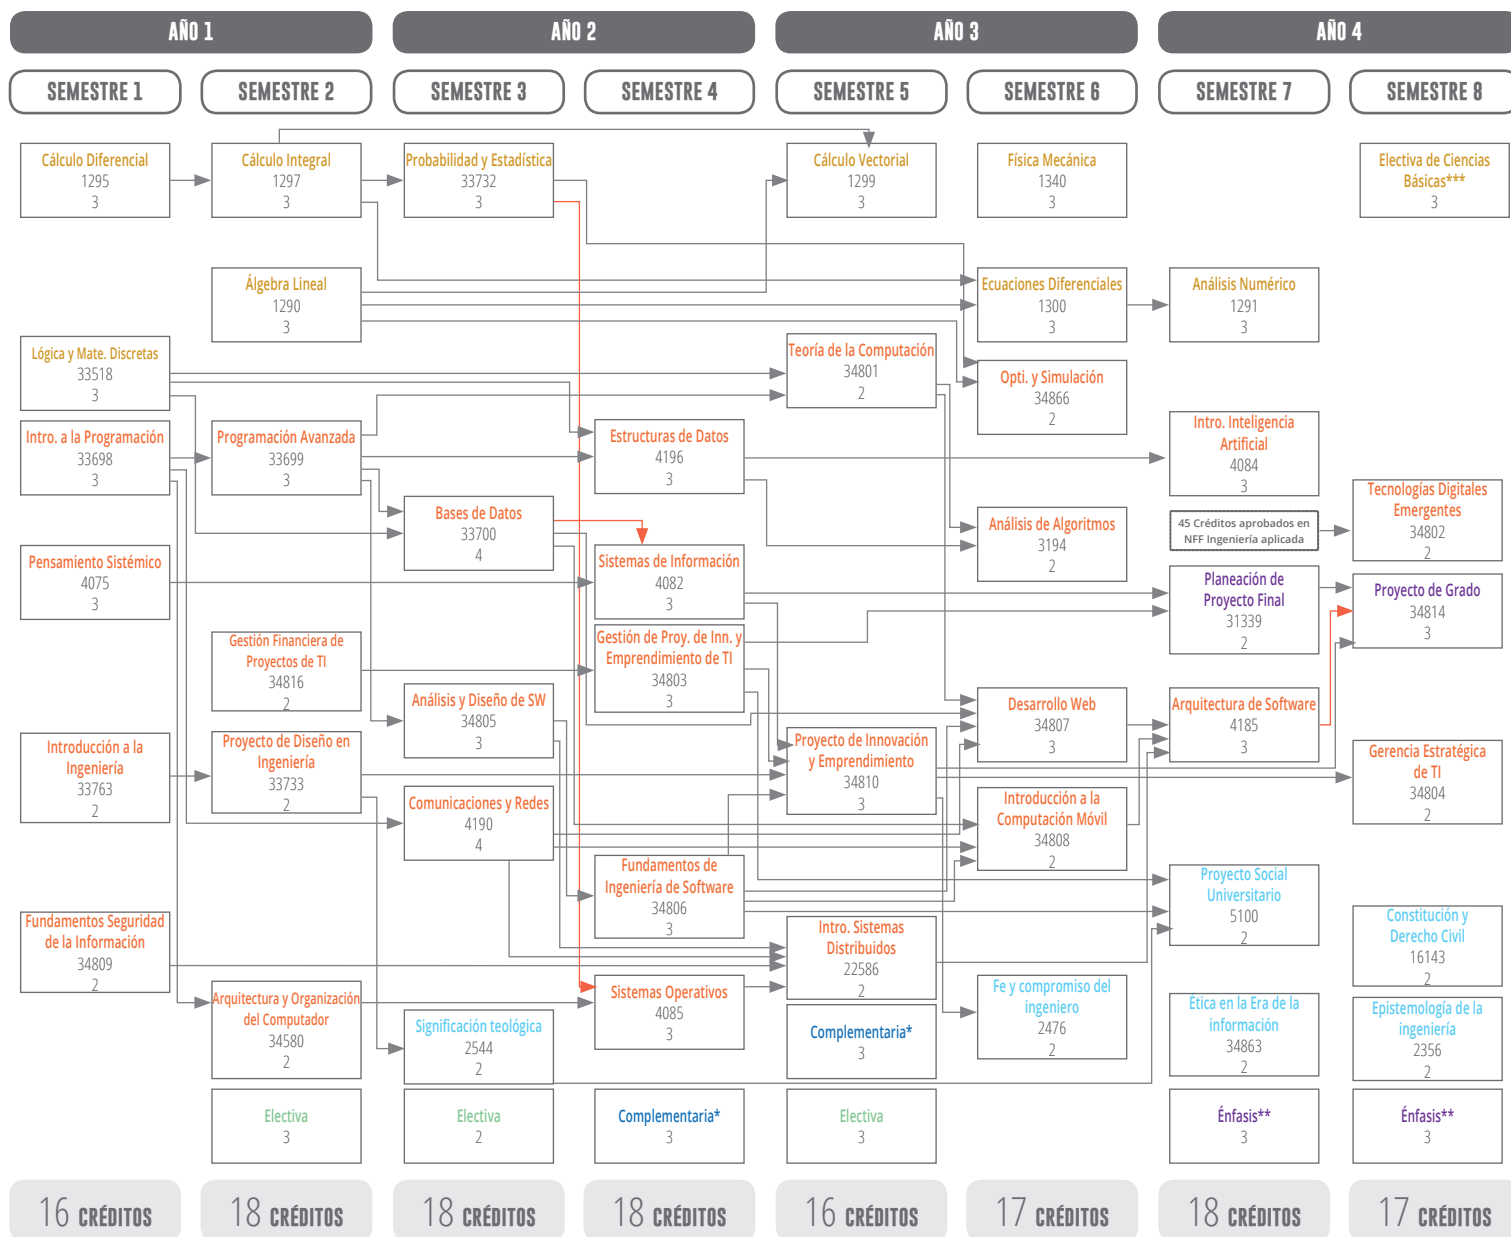 AÑO 1
AÑO 2
AÑO 3
AÑO 4
SEMESTRE 1
SEMESTRE 2
SEMESTRE 3
SEMESTRE 4
SEMESTRE 5
SEMESTRE 6
SEMESTRE 7
SEMESTRE 8
Cálculo Diferencial
1295
3
Lógica y Mate. Discretas
33518
3
Intro. a la Programación
33698
3
Pensamiento Sistémico
4075
3
Introducción a la
Ingeniería
33763
2
Fundamentos Seguridad
de la Información
34809
2
Cálculo Integral
1297
3
Álgebra Lineal
1290
3
Programación Avanzada
33699
3
Gestión Financiera de
Proyectos de TI
34816
2
Proyecto de Diseño en
Ingeniería
33733
2
Arquitectura y Organización
del Computador
34580
2
Electiva
3
Probabilidad y Estadística
33732
3
Bases de Datos
33700
4
Análisis y Diseño de SW
34805
3
Comunicaciones y Redes
4190
4
Significación teológica
2544
2
Electiva
2
Estructuras de Datos
4196
3
Sistemas de Información
4082
3
Gestión de Proy. de Inn. y
Emprendimiento de TI
34803
3
Fundamentos de
Ingeniería de Software
34806
3
Sistemas Operativos
4085
3
Complementaria*
3
Cálculo Vectorial
1299
3
Teoría de la Computación
34801
2
Proyecto de Innovación
y Emprendimiento
34810
3
Intro. Sistemas
Distribuidos
22586
2
Complementaria*
3
Electiva
3
Física Mecánica
1340
3
Ecuaciones Diferenciales
1300
3
Opti. y Simulación
34866
2
Análisis de Algoritmos
3194
2
Desarrollo Web
34807
3
Introducción a la
Computación Móvil
34808
2
Fe y compromiso del
ingeniero
2476
2
Análisis Numérico
1291
3
Intro. Inteligencia
Artificial
4084
3
45 Créditos aprobados en
NFF Ingeniería aplicada
Planeación de
Proyecto Final
31339
2
Arquitectura de Software
4185
3
Proyecto Social
Universitario
5100
2
Ética en la Era de la
información
34863
2
Énfasis**
3
Electiva de Ciencias
Básicas***
3
Tecnologías Digitales
Emergentes
34802
2
Proyecto de Grado
34814
3
Gerencia Estratégica
de TI
34804
2
Constitución y
Derecho Civil
16143
2
Epistemología de la
ingeniería
2356
2
Énfasis**
3
16 CRÉDITOS
18 CRÉDITOS
18 CRÉDITOS
18 CRÉDITOS
16 CRÉDITOS
17 CRÉDITOS
18 CRÉDITOS
17 CRÉDITOS